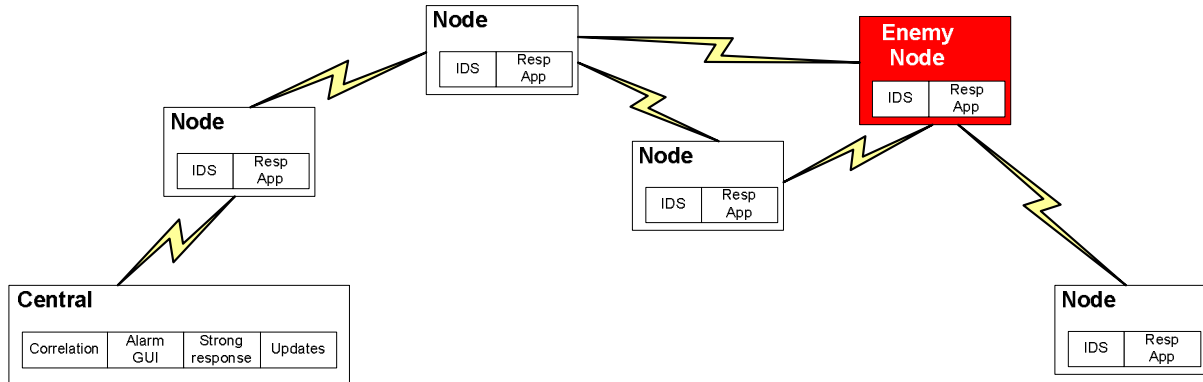 Node
IDS
Resp
App
Enemy
Node
IDS
Resp
App
Node
IDS
Resp
App
Node
IDS
Resp
App
Central
Correlation
Alarm
GUI
Strong
response
Updates
Node
IDS
Resp
App